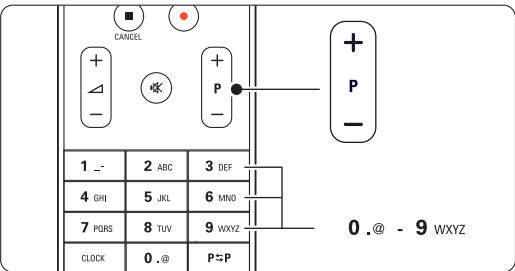 CANCEL
+ + +
P P
− − −
1 _- 2 ABC 3 DEF
4 GHI 5 JKL 6 MNO
7 PQRS 8 TUV 9 WXYZ 0 .@ - 9 WXYZ
CLOCK 0 .@ P⇆P